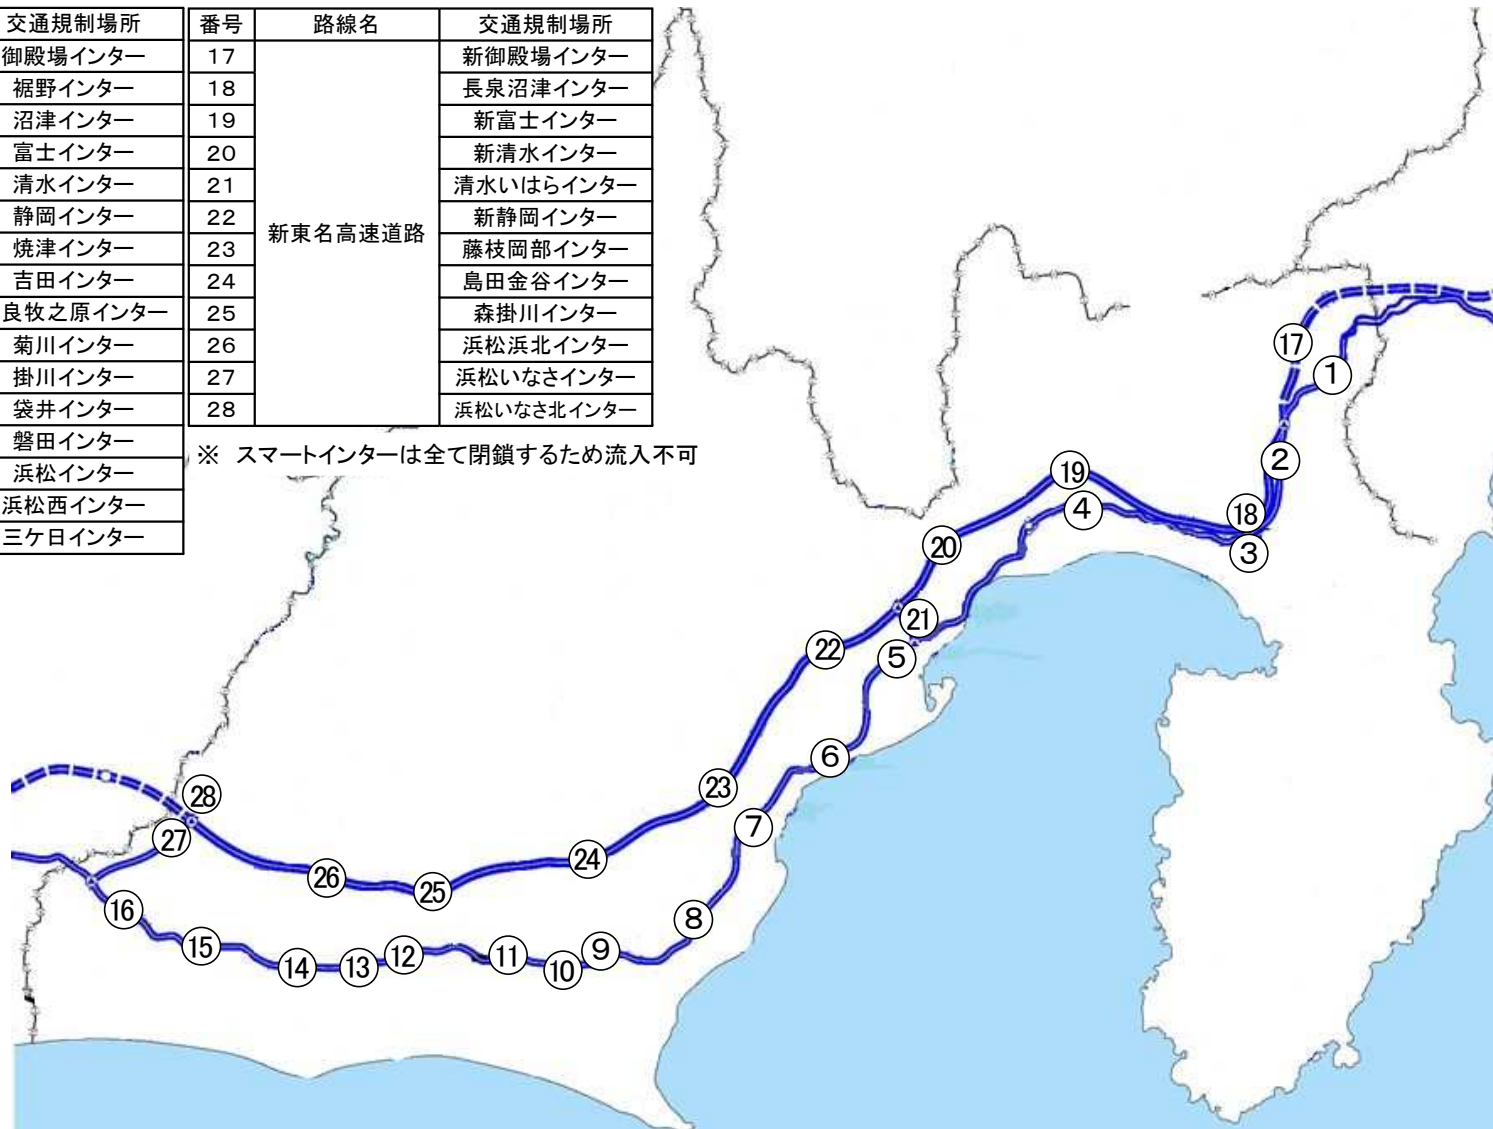 交通規制場所
御殿場インター
裾野インター
沼津インター
富士インター
清水インター
静岡インター
焼津インター
吉田インター
良牧之原インター
菊川インター
掛川インター
袋井インター
磐田インター
浜松インター
浜松西インター
三ケ日インター
番号 路線名 交通規制場所
17 新御殿場インター
18 長泉沼津インター
19 新富士インター
20 新清水インター
21 清水いはらインター
22 新静岡インター
新東名高速道路
23 藤枝岡部インター
24 島田金谷インター
25 森掛川インター
26 浜松浜北インター
27 浜松いなさインター
28 浜松いなさ北インター
※ スマートインターは全て閉鎖するため流入不可
17
1
2
19
18
4
3
20
21
22
5
6
23
28
7
27
24
26
25
16
8
15
12
11
9
14
13
10